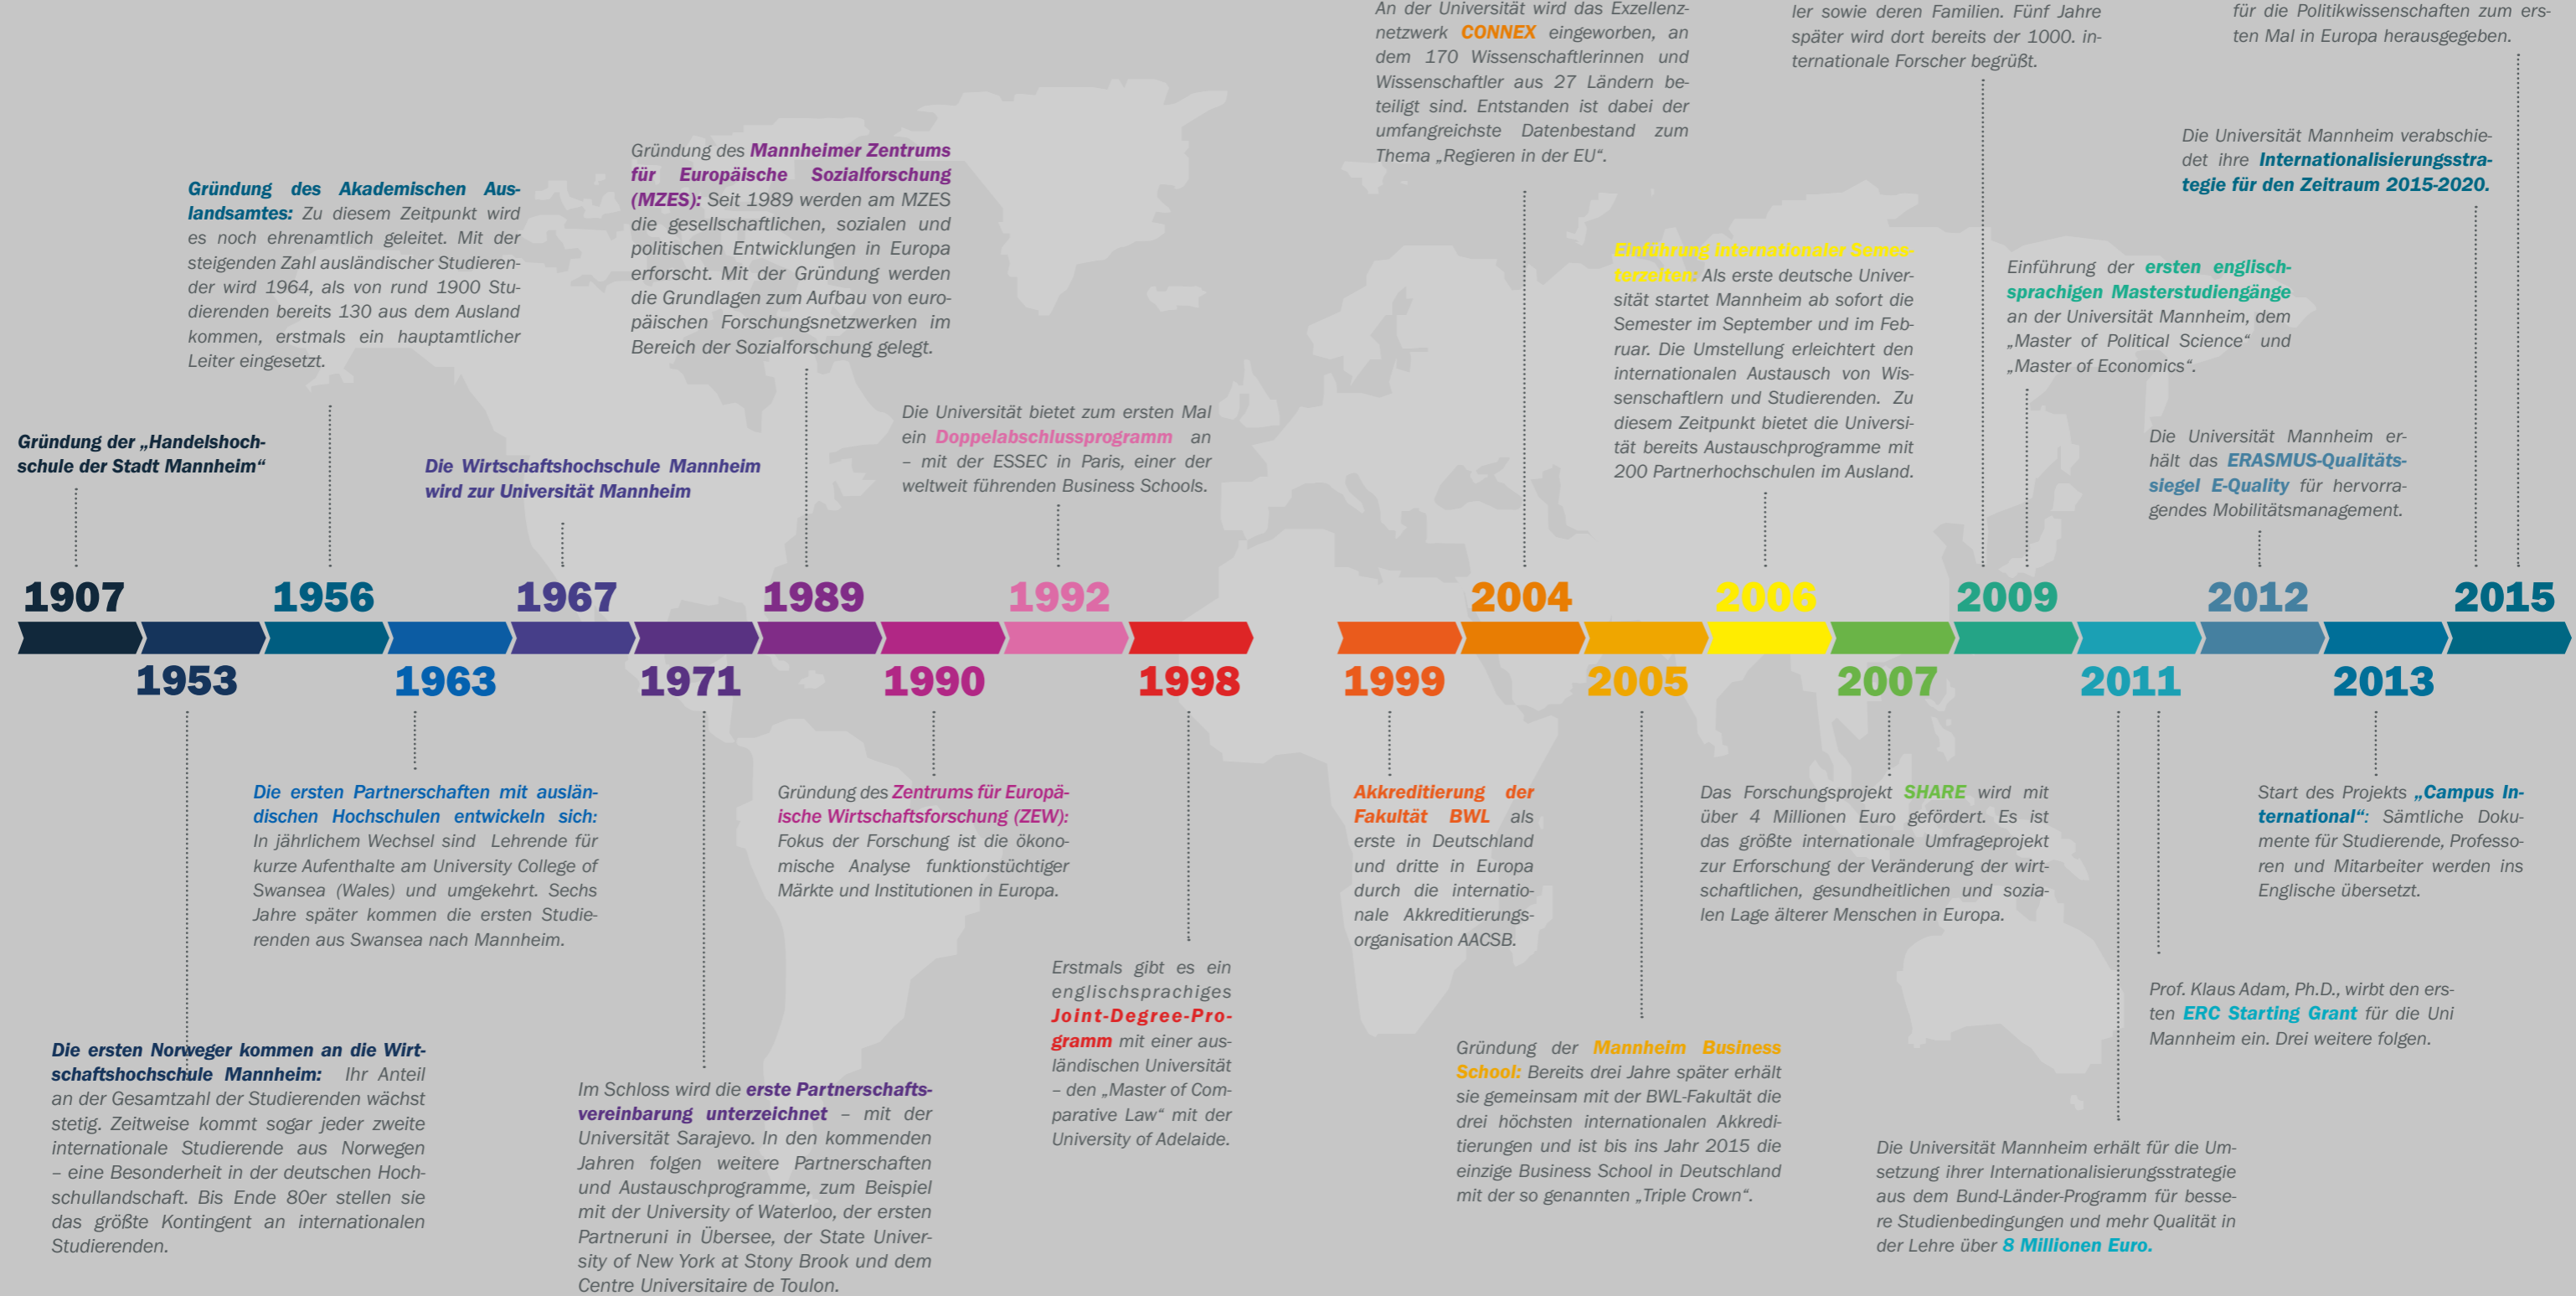 An der Universität wird das Exzellenz-
netzwerk CONNEX eingeworben, an
dem 170 Wissenschaftlerinnen und
Wissenschaftler aus 27 Ländern be-
teiligt sind. Entstanden ist dabei der
umfangreichste Datenbestand zum
Thema „Regieren in der EU“.
ler sowie deren Familien. Fünf Jahre
später wird dort bereits der 1000. in-
ternationale Forscher begrüßt.
für die Politikwissenschaften zum ers-
ten Mal in Europa herausgegeben.
Gründung des Akademischen Aus-
landsamtes: Zu diesem Zeitpunkt wird
es noch ehrenamtlich geleitet. Mit der
steigenden Zahl ausländischer Studieren-
der wird 1964, als von rund 1900 Stu-
dierenden bereits 130 aus dem Ausland
kommen, erstmals ein hauptamtlicher
Leiter eingesetzt.
Gründung des Mannheimer Zentrums
für Europäische Sozialforschung
(MZES): Seit 1989 werden am MZES
die gesellschaftlichen, sozialen und
politischen Entwicklungen in Europa
erforscht. Mit der Gründung werden
die Grundlagen zum Aufbau von euro-
päischen Forschungsnetzwerken im
Bereich der Sozialforschung gelegt.
Die Universität Mannheim verabschie-
det ihre Internationalisierungsstra-
tegie für den Zeitraum 2015-2020.
Einführung internationaler Semes-
terzeiten: Als erste deutsche Univer-
sität startet Mannheim ab sofort die
Semester im September und im Feb-
ruar. Die Umstellung erleichtert den
internationalen Austausch von Wis-
senschaftlern und Studierenden. Zu
diesem Zeitpunkt bietet die Universi-
tät bereits Austauschprogramme mit
200 Partnerhochschulen im Ausland.
Einführung der ersten englisch-
sprachigen Masterstudiengänge
an der Universität Mannheim, dem
„Master of Political Science“ und
„Master of Economics“.
Gründung der „Handelshoch-
schule der Stadt Mannheim“
Die Wirtschaftshochschule Mannheim
wird zur Universität Mannheim
Die Universität bietet zum ersten Mal
ein Doppelabschlussprogramm an
– mit der ESSEC in Paris, einer der
weltweit führenden Business Schools.
Die Universität Mannheim er-
hält das ERASMUS-Qualitäts-
siegel E-Quality für hervorra-
gendes Mobilitätsmanagement.
1907 1956 1967 1989 1992 2004 2006 2009 2012 2015
1953 1963 1971 1990 1998 1999 2005 2007 2011 2013
Die ersten Partnerschaften mit auslän-
dischen Hochschulen entwickeln sich:
In jährlichem Wechsel sind Lehrende für
kurze Aufenthalte am University College of
Swansea (Wales) und umgekehrt. Sechs
Jahre später kommen die ersten Studie-
renden aus Swansea nach Mannheim.
Gründung des Zentrums für Europä-
ische Wirtschaftsforschung (ZEW):
Fokus der Forschung ist die ökono-
mische Analyse funktionstüchtiger
Märkte und Institutionen in Europa.
Akkreditierung der
Fakultät BWL als
erste in Deutschland
und dritte in Europa
durch die internatio-
nale Akkreditierungs-
organisation AACSB.
Das Forschungsprojekt SHARE wird mit
über 4 Millionen Euro gefördert. Es ist
das größte internationale Umfrageprojekt
zur Erforschung der Veränderung der wirt-
schaftlichen, gesundheitlichen und sozia-
len Lage älterer Menschen in Europa.
Start des Projekts „Campus In-
ternational“: Sämtliche Doku-
mente für Studierende, Professo-
ren und Mitarbeiter werden ins
Englische übersetzt.
Die ersten Norweger kommen an die Wirt-
schaftshochschule Mannheim: Ihr Anteil
an der Gesamtzahl der Studierenden wächst
stetig. Zeitweise kommt sogar jeder zweite
internationale Studierende aus Norwegen
– eine Besonderheit in der deutschen Hoch-
schullandschaft. Bis Ende 80er stellen sie
das größte Kontingent an internationalen
Studierenden.
Im Schloss wird die erste Partnerschafts-
vereinbarung unterzeichnet – mit der
Universität Sarajevo. In den kommenden
Jahren folgen weitere Partnerschaften
und Austauschprogramme, zum Beispiel
mit der University of Waterloo, der ersten
Partneruni in Übersee, der State Univer-
sity of New York at Stony Brook und dem
Centre Universitaire de Toulon.
Erstmals gibt es ein
englischsprachiges
Joint-Degree-Pro-
gramm mit einer aus-
ländischen Universität
– den „Master of Com-
parative Law“ mit der
University of Adelaide.
Gründung der Mannheim Business
School: Bereits drei Jahre später erhält
sie gemeinsam mit der BWL-Fakultät die
drei höchsten internationalen Akkredi-
tierungen und ist bis ins Jahr 2015 die
einzige Business School in Deutschland
mit der so genannten „Triple Crown“.
Prof. Klaus Adam, Ph.D., wirbt den ers-
ten ERC Starting Grant für die Uni
Mannheim ein. Drei weitere folgen.
Die Universität Mannheim erhält für die Um-
setzung ihrer Internationalisierungsstrategie
aus dem Bund-Länder-Programm für besse-
re Studienbedingungen und mehr Qualität in
der Lehre über 8 Millionen Euro.